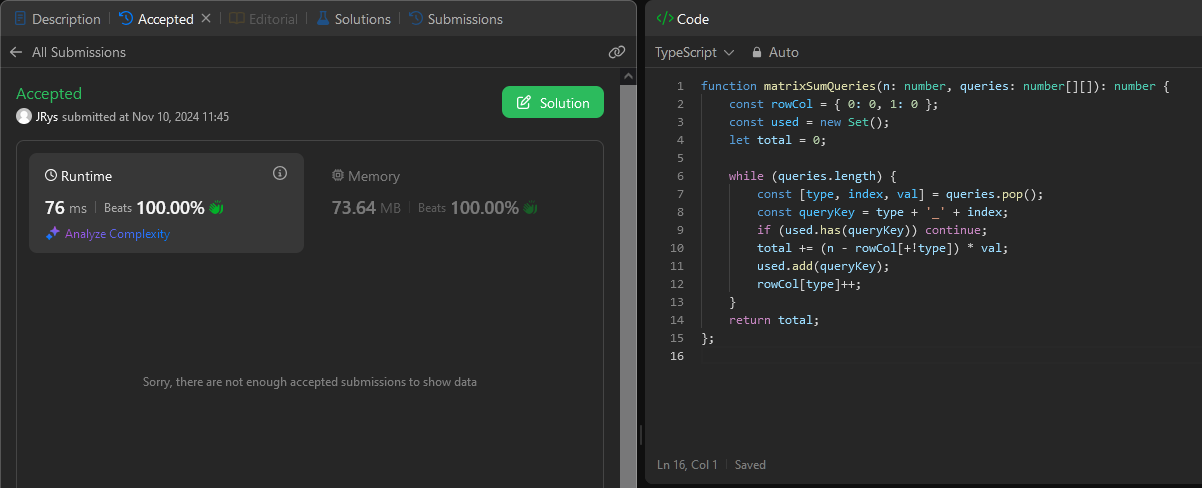 Description
Accepted
Editorial
Solutions
Submissions
All Submissions
Accepted
JRys submitted at Nov 10, 2024 11:45
Solution
Runtime
76 ms Beats 100.00%
Analyze Complexity
Memory
73.64 MB Beats 100.00%
Sorry, there are not enough accepted submissions to show data
</> Code
TypeScript
Auto
1 function matrixSumQueries(n: number, queries: number[][]): number {
2     const rowCol = { 0: 0, 1: 0 };
3     const used = new Set();
4     let total = 0;
5
6     while (queries.length) {
7         const [type, index, val] = queries.pop();
8         const queryKey = type + '_' + index;
9         if (used.has(queryKey)) continue;
10         total += (n - rowCol[+!type]) * val;
11         used.add(queryKey);
12         rowCol[type]++;
13     }
14     return total;
15 };
16
Ln 16, Col 1
Saved